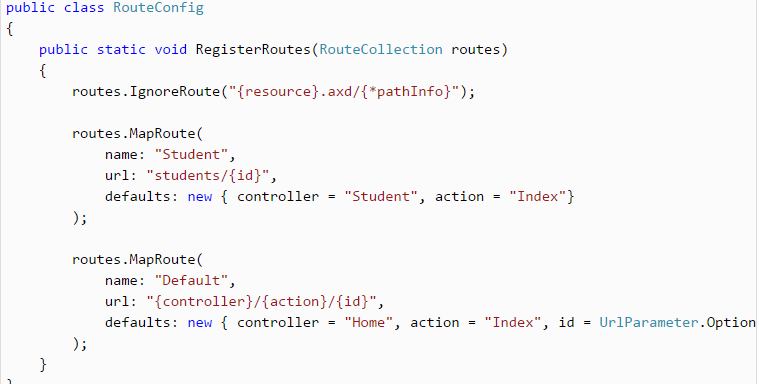 public class RouteConfig
{
    public static void RegisterRoutes(RouteCollection routes)
    {
        routes.IgnoreRoute("{resource}.axd/{*pathInfo}");

        routes.MapRoute(
            name: "Student",
            url: "students/{id}",
            defaults: new { controller = "Student", action = "Index"}
        );

        routes.MapRoute(
            name: "Default",
            url: "{controller}/{action}/{id}",
            defaults: new { controller = "Home", action = "Index", id = UrlParameter.Option
        );
    }
}